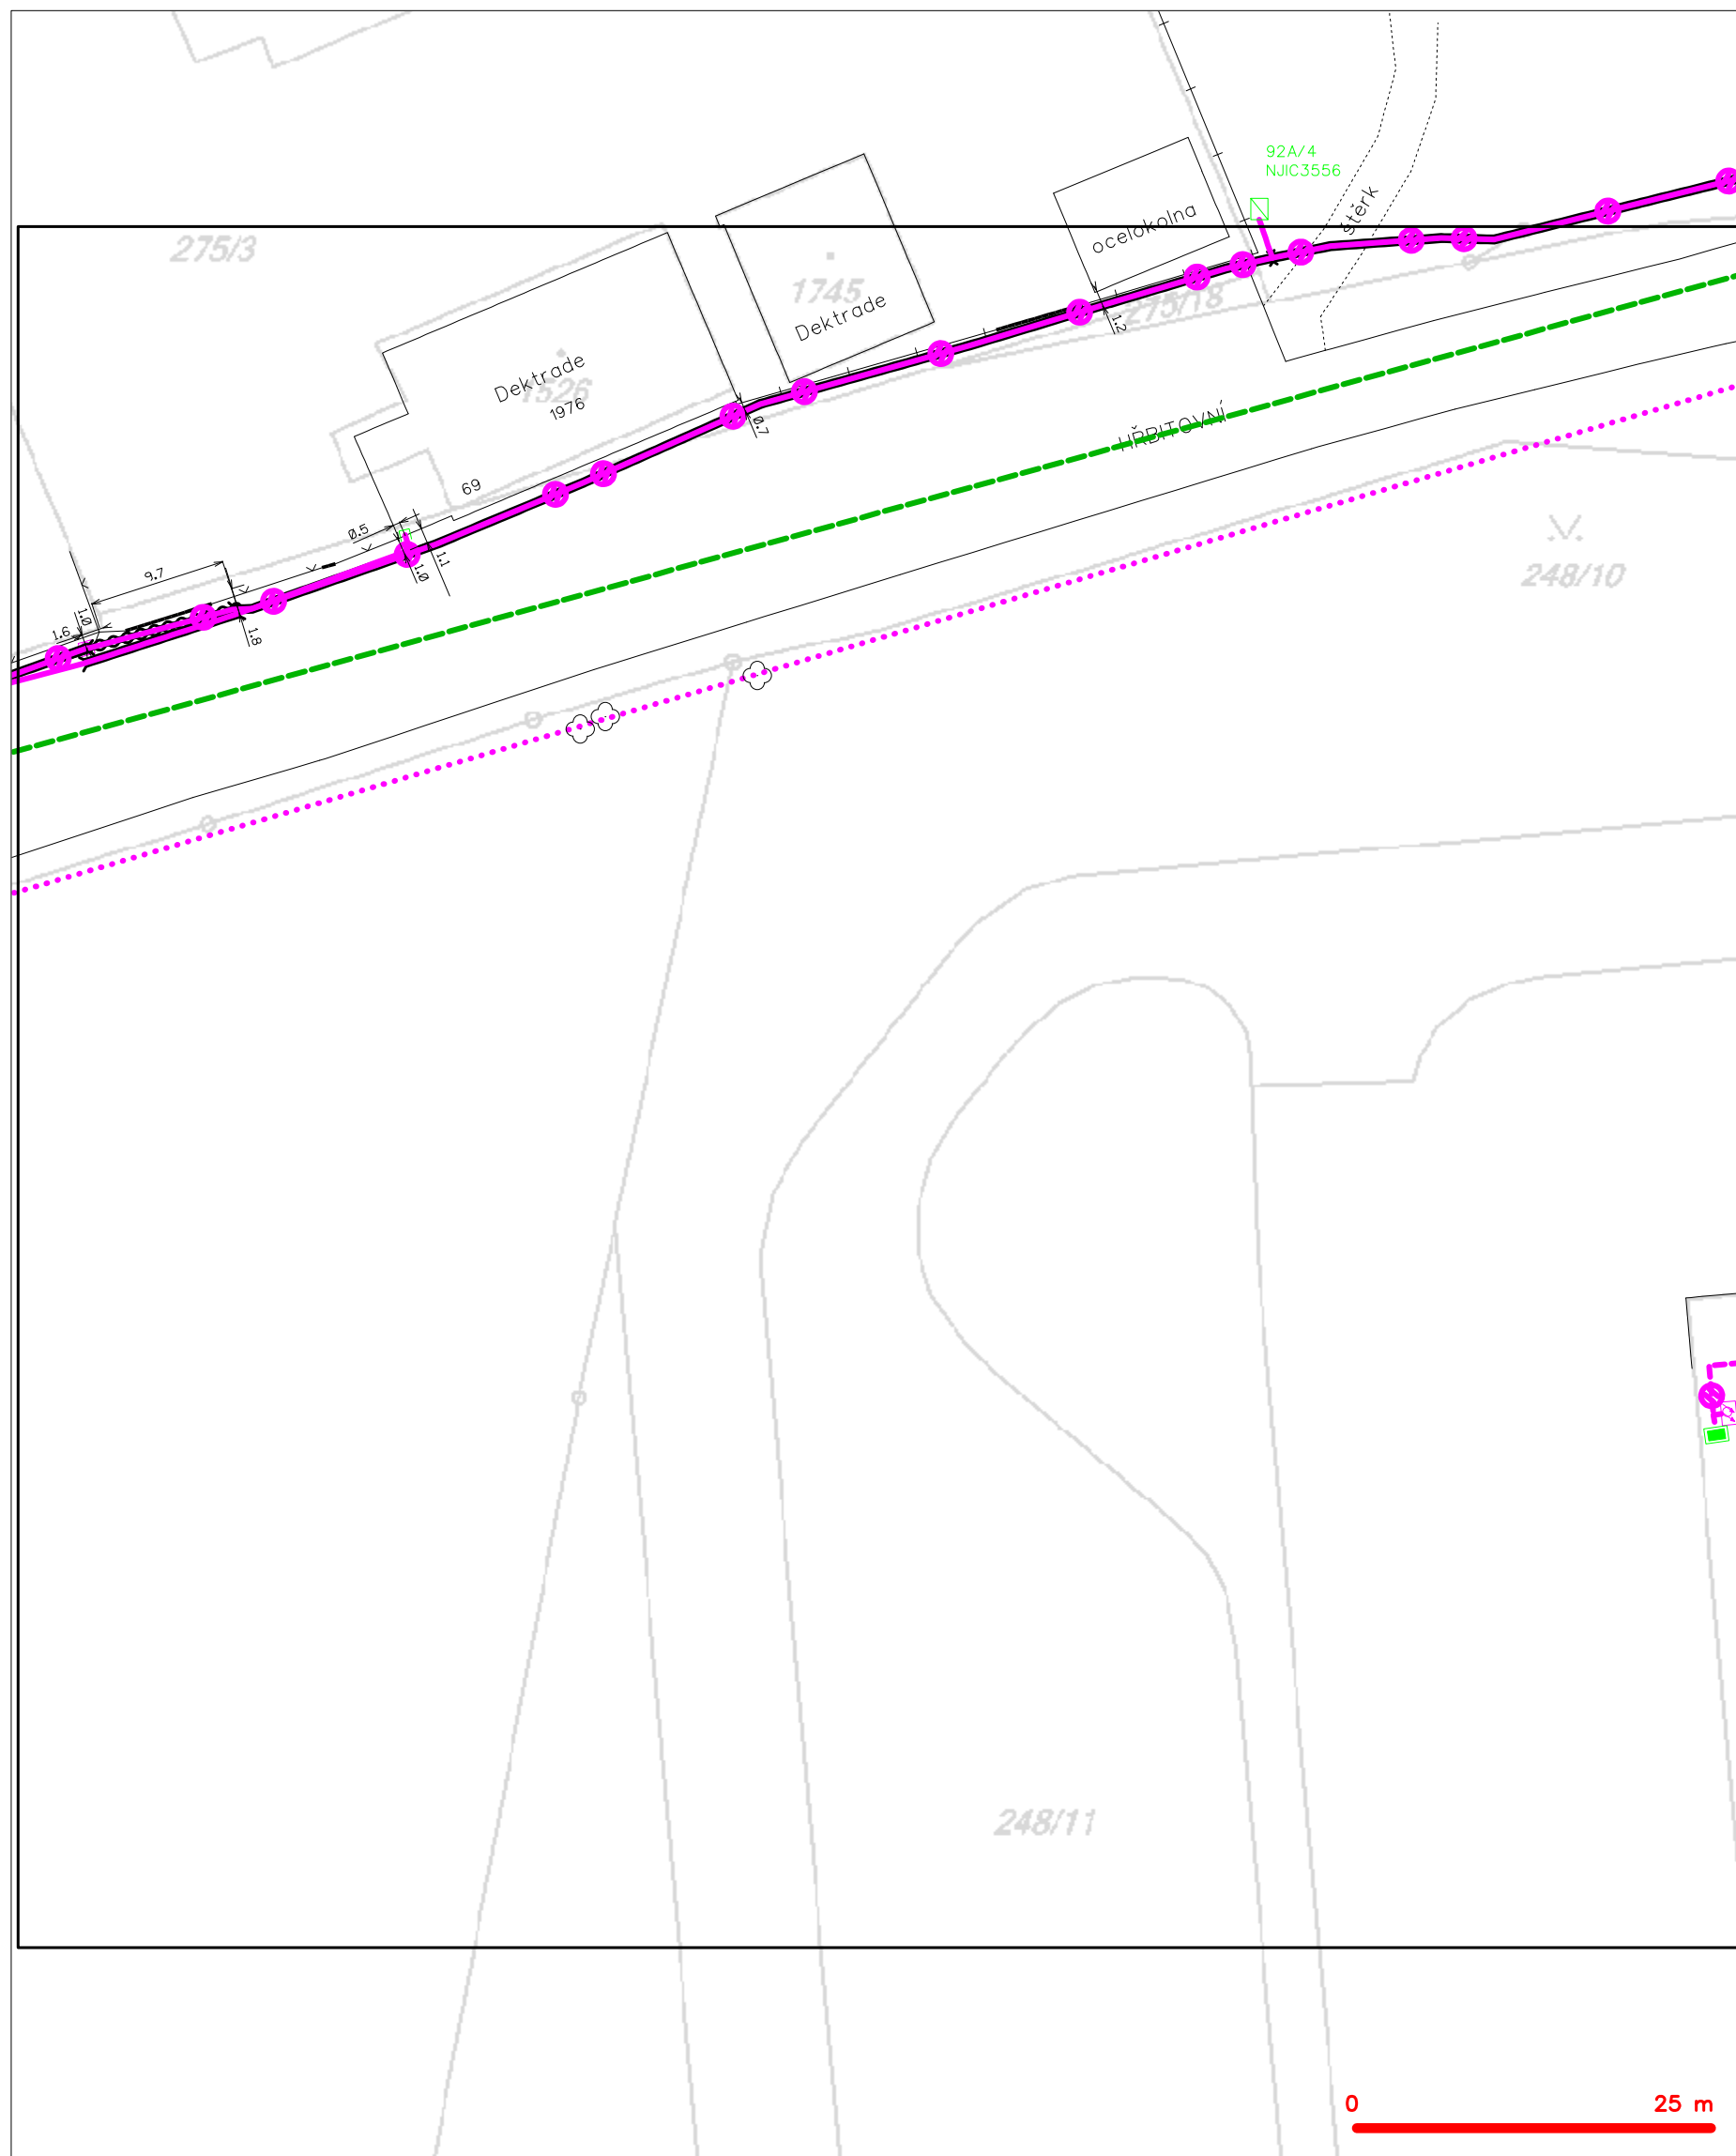 92A/4
NJIC3556
štěrk
ocelokolna
275/3
1745
Dektrade
275/18
1.2
Dektrade
1526
1976
0.7
HŘBITOVNÍ
69
0.5
1.1
1.0
248/10
9.7
1.0
1.6
1.8
248/11
0
25 m